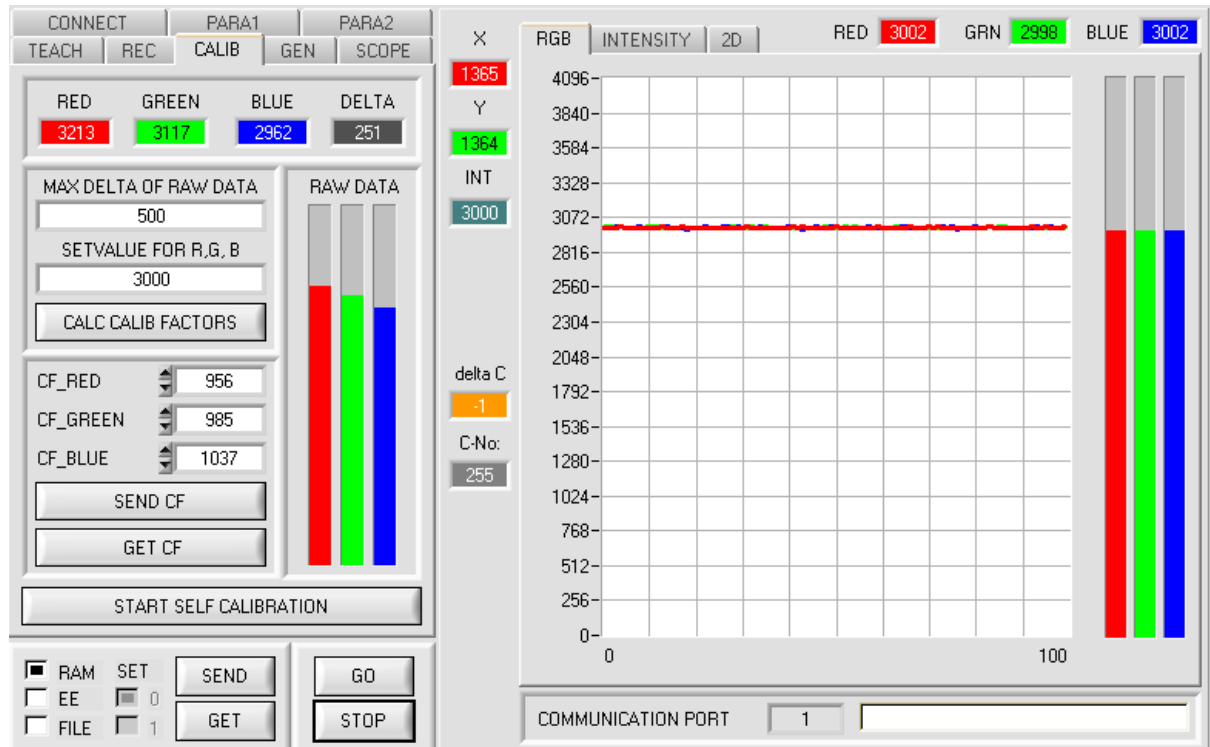 CONNECT PARA1 PARA2
TEACH REC CALIB GEN SCOPE
RED GREEN BLUE DELTA
3213 3117 2962 251
MAX DELTA OF RAW DATA
500
SETVALUE FOR R,G, B
3000
CALC CALIB FACTORS
RAW DATA
CF_RED 956
CF_GREEN 985
CF_BLUE 1037
SEND CF
GET CF
START SELF CALIBRATION
RAM SET
EE 0
FILE 1
SEND
GET
GO
STOP
X
1365
Y
1364
INT
3000
delta C
-1
C-No:
255
RGB INTENSITY 2D RED 3002 GRN 2998 BLUE 3002
4096
3840
3584
3328
3072
2816
2560
2304
2048
1792
1536
1280
1024
768
512
256
0
0 100
COMMUNICATION PORT 1